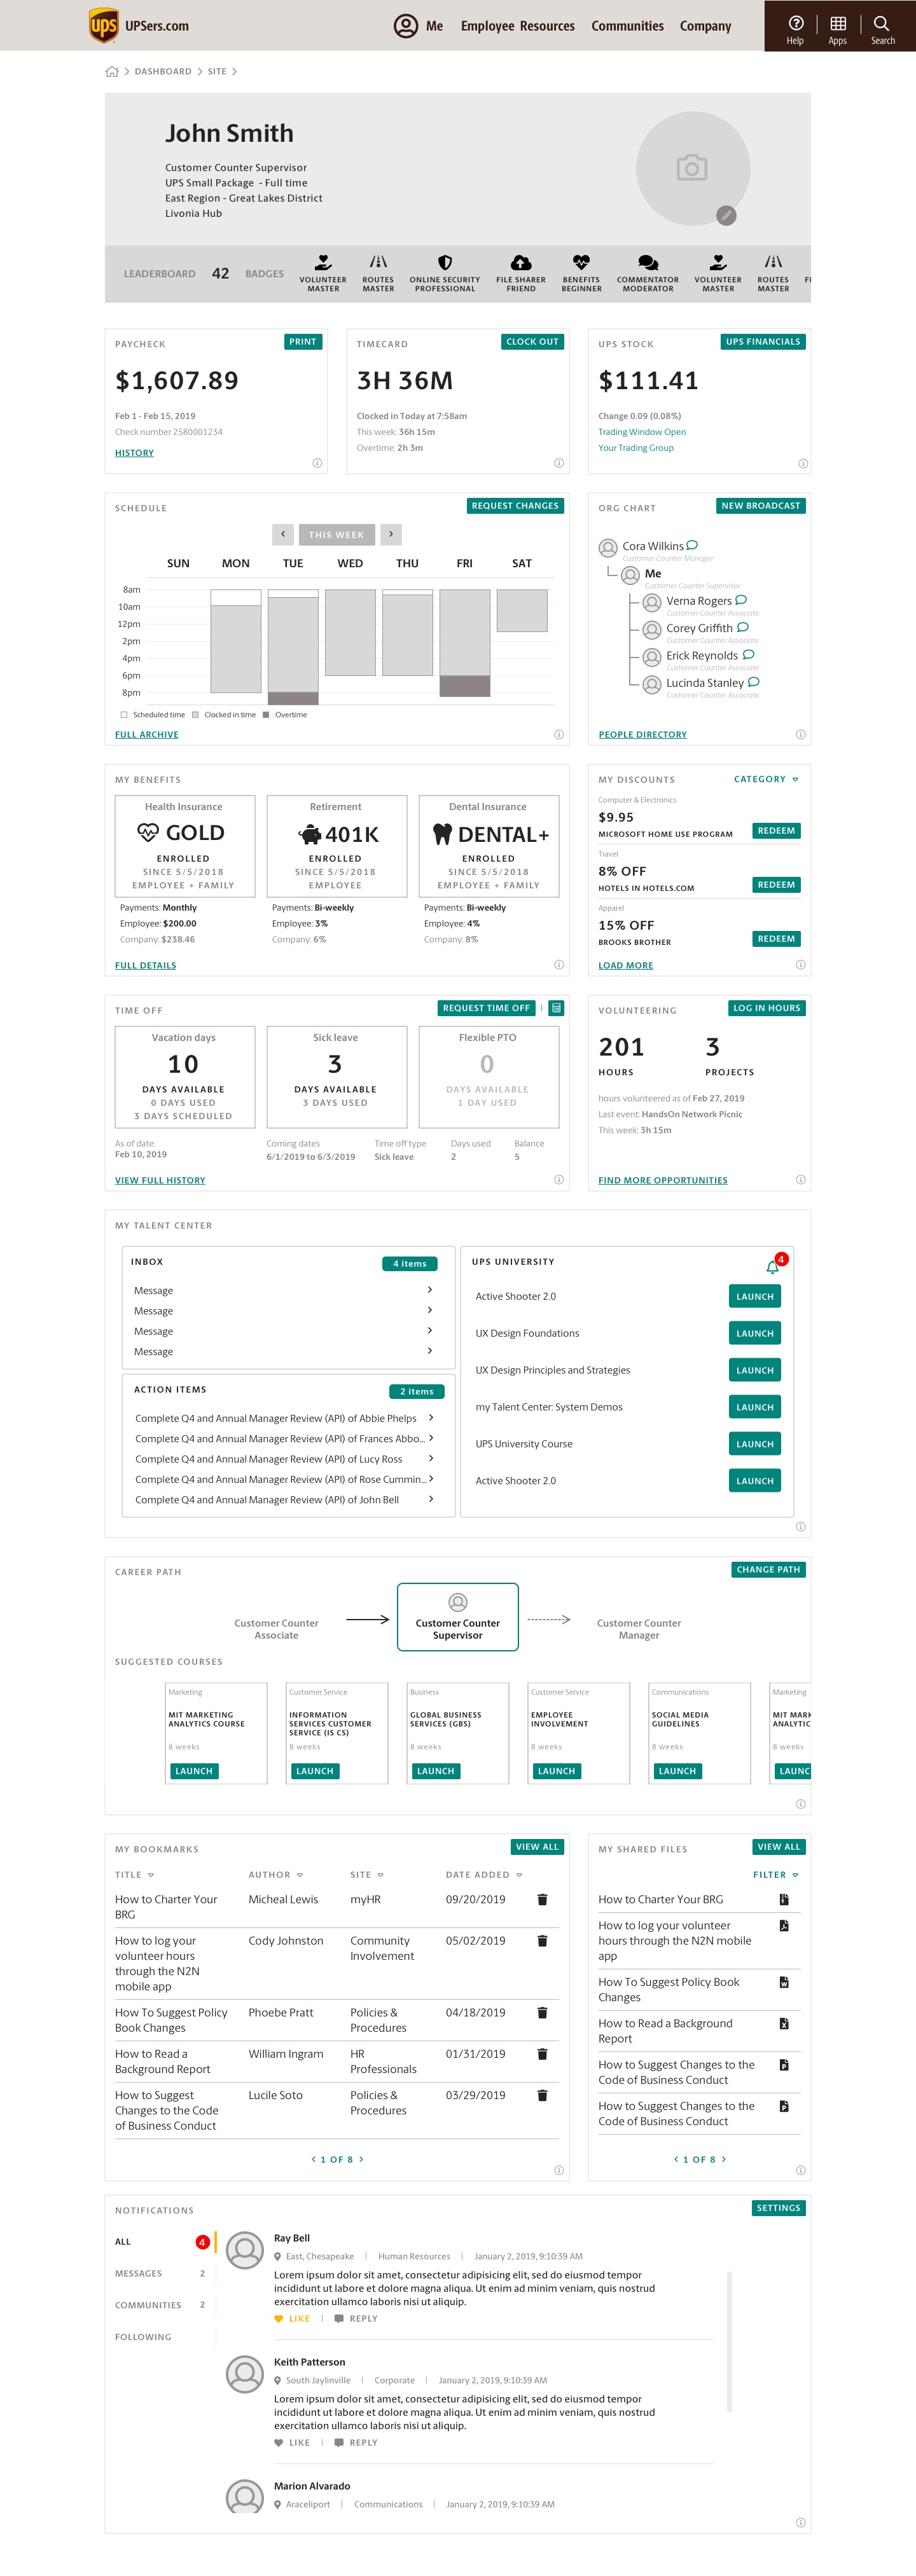 ups UPSers.com
Me Employee Resources Communities Company
Help Apps Search
DASHBOARD SITE
John Smith
Customer Counter Supervisor
UPS Small Package - Full time
East Region - Great Lakes District
Livonia Hub
LEADERBOARD 42 BADGES
VOLUNTEER MASTER
ROUTES MASTER
ONLINE SECURITY PROFESSIONAL
FILE SHARER FRIEND
BENEFITS BEGINNER
COMMENTATOR MODERATOR
VOLUNTEER MASTER
ROUTES MASTER
FI
PAYCHECK PRINT
$1,607.89
Feb 1 - Feb 15, 2019
Check number 2580001234
HISTORY
TIMECARD CLOCK OUT
3H 36M
Clocked in Today at 7:58am
This week: 36h 15m
Overtime: 2h 3m
UPS STOCK UPS FINANCIALS
$111.41
Change 0.09 (0.08%)
Trading Window Open
Your Trading Group
SCHEDULE REQUEST CHANGES
THIS WEEK
SUN MON TUE WED THU FRI SAT
8am
10am
12pm
2pm
4pm
6pm
8pm
Scheduled time Clocked in time Overtime
FULL ARCHIVE
ORG CHART NEW BROADCAST
Cora Wilkins
Customer Counter Manager
Me
Customer Counter Supervisor
Verna Rogers
Customer Counter Associate
Corey Griffith
Customer Counter Associate
Erick Reynolds
Customer Counter Associate
Lucinda Stanley
Customer Counter Associate
PEOPLE DIRECTORY
MY BENEFITS
Health Insurance
GOLD
ENROLLED
SINCE 5/5/2018
EMPLOYEE + FAMILY
Payments: Monthly
Employee: $200.00
Company: $238.46
Retirement
401K
ENROLLED
SINCE 5/5/2018
EMPLOYEE
Payments: Bi-weekly
Employee: 3%
Company: 6%
Dental Insurance
DENTAL+
ENROLLED
SINCE 5/5/2018
EMPLOYEE + FAMILY
Payments: Bi-weekly
Employee: 4%
Company: 8%
FULL DETAILS
MY DISCOUNTS CATEGORY
Computer & Electronics
$9.95
MICROSOFT HOME USE PROGRAM REDEEM
Travel
8% OFF
HOTELS IN HOTELS.COM REDEEM
Apparel
15% OFF
BROOKS BROTHER REDEEM
LOAD MORE
TIME OFF REQUEST TIME OFF
Vacation days
10
DAYS AVAILABLE
0 DAYS USED
3 DAYS SCHEDULED
Sick leave
3
DAYS AVAILABLE
3 DAYS USED
Flexible PTO
0
DAYS AVAILABLE
1 DAY USED
As of date:
Feb 10, 2019
Coming dates Time off type Days used Balance
6/1/2019 to 6/3/2019 Sick leave 2 5
VIEW FULL HISTORY
VOLUNTEERING LOG IN HOURS
201 3
HOURS PROJECTS
hours volunteered as of Feb 27, 2019
Last event: HandsOn Network Picnic
This week: 3h 15m
FIND MORE OPPORTUNITIES
MY TALENT CENTER
INBOX 4 items
Message
Message
Message
Message
ACTION ITEMS 2 items
Complete Q4 and Annual Manager Review (API) of Abbie Phelps
Complete Q4 and Annual Manager Review (API) of Frances Abbo...
Complete Q4 and Annual Manager Review (API) of Lucy Ross
Complete Q4 and Annual Manager Review (API) of Rose Cummin...
Complete Q4 and Annual Manager Review (API) of John Bell
UPS UNIVERSITY 4
Active Shooter 2.0 LAUNCH
UX Design Foundations LAUNCH
UX Design Principles and Strategies LAUNCH
my Talent Center: System Demos LAUNCH
UPS University Course LAUNCH
Active Shooter 2.0 LAUNCH
CAREER PATH CHANGE PATH
Customer Counter Associate
Customer Counter Supervisor
Customer Counter Manager
SUGGESTED COURSES
Marketing
MIT MARKETING
ANALYTICS COURSE
8 weeks
LAUNCH
Customer Service
INFORMATION
SERVICES CUSTOMER
SERVICE (IS CS)
8 weeks
LAUNCH
Business
GLOBAL BUSINESS
SERVICES (GBS)
8 weeks
LAUNCH
Customer Service
EMPLOYEE
INVOLVEMENT
8 weeks
LAUNCH
Communications
SOCIAL MEDIA
GUIDELINES
8 weeks
LAUNCH
Marketing
MIT MARK
ANALYTIC
8 weeks
LAUNC
MY BOOKMARKS VIEW ALL
TITLE AUTHOR SITE DATE ADDED
How to Charter Your BRG Micheal Lewis myHR 09/20/2019
How to log your volunteer hours through the N2N mobile app Cody Johnston Community Involvement 05/02/2019
How To Suggest Policy Book Changes Phoebe Pratt Policies & Procedures 04/18/2019
How to Read a Background Report William Ingram HR Professionals 01/31/2019
How to Suggest Changes to the Code of Business Conduct Lucile Soto Policies & Procedures 03/29/2019
1 OF 8
MY SHARED FILES VIEW ALL
FILTER
How to Charter Your BRG
How to log your volunteer
hours through the N2N mobile
app
How To Suggest Policy Book
Changes
How to Read a Background
Report
How to Suggest Changes to the
Code of Business Conduct
How to Suggest Changes to the
Code of Business Conduct
1 OF 8
NOTIFICATIONS SETTINGS
ALL 4
MESSAGES 2
COMMUNITIES 2
FOLLOWING
Ray Bell
East, Chesapeake Human Resources January 2, 2019, 9:10:39 AM
Lorem ipsum dolor sit amet, consectetur adipisicing elit, sed do eiusmod tempor
incididunt ut labore et dolore magna aliqua. Ut enim ad minim veniam, quis nostrud
exercitation ullamco laboris nisi ut aliquip.
LIKE REPLY
Keith Patterson
South Jaylinville Corporate January 2, 2019, 9:10:39 AM
Lorem ipsum dolor sit amet, consectetur adipisicing elit, sed do eiusmod tempor
incididunt ut labore et dolore magna aliqua. Ut enim ad minim veniam, quis nostrud
exercitation ullamco laboris nisi ut aliquip.
LIKE REPLY
Marion Alvarado
Araceliport Communications January 2, 2019, 9:10:39 AM